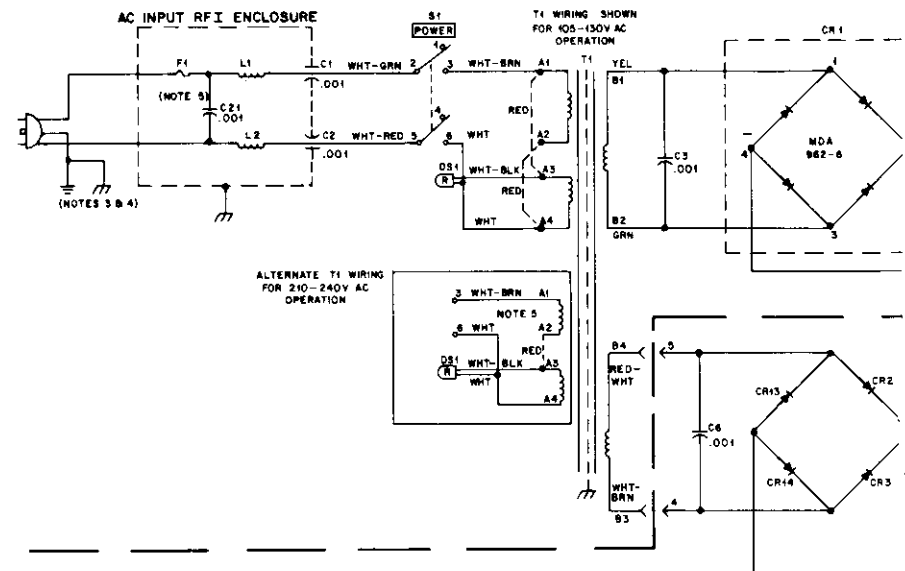 AC INPUT RFI ENCLOSURE
S1
POWER
T1 WIRING SHOWN
FOR 105-130V AC
OPERATION
CR1
F1
L1
C1
.001
WHT-GRN
2
1
3
WHT-BRN
A1
T1
YEL
B1
1
(NOTE 5)
C21
.001
RED
4
L2
C2
.001
WHT-RED
5
6
WHT
A2
C3
.001
4
MDA
962-6
DS1
R
WHT-BLK
A3
RED
(NOTES 3 & 4)
WHT
A4
B2
GRN
3
ALTERNATE T1 WIRING
FOR 210-240V AC
OPERATION
3
WHT-BRN
A1
NOTE 5
6
WHT
A2
DS1
R
WHT-BLK
RED
A3
WHT
A4
B4
5
RED-
WHT
CR13
CR2
C6
.001
CR14
CR3
WHT-
BRN
B3
4